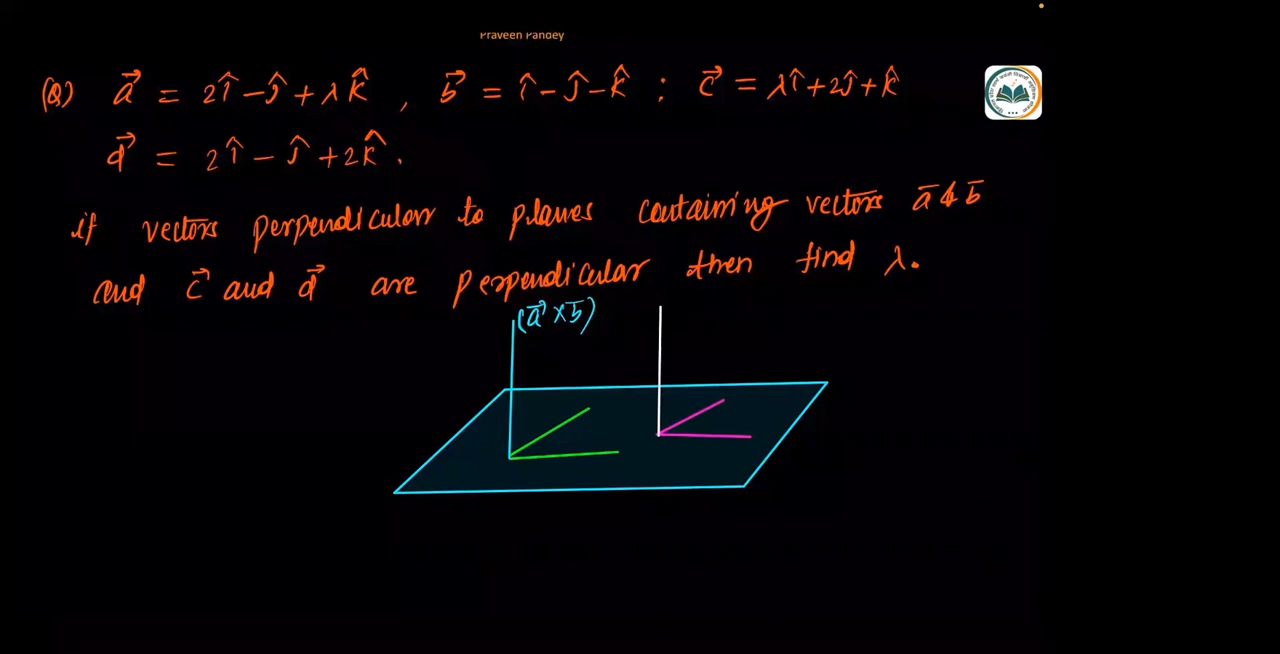 Praveen Pandey
(Q) a⃗ = 2î - ĵ + λk̂ , b⃗ = î - ĵ - k̂ : c⃗ = λî + 2ĵ + k̂
d⃗ = 2î - ĵ + 2k̂ .
if vectors perpendicular to planes containing vectors a̅ & b̅
and c⃗ and d⃗ are perpendicular then find λ.
(a⃗ × b̅)